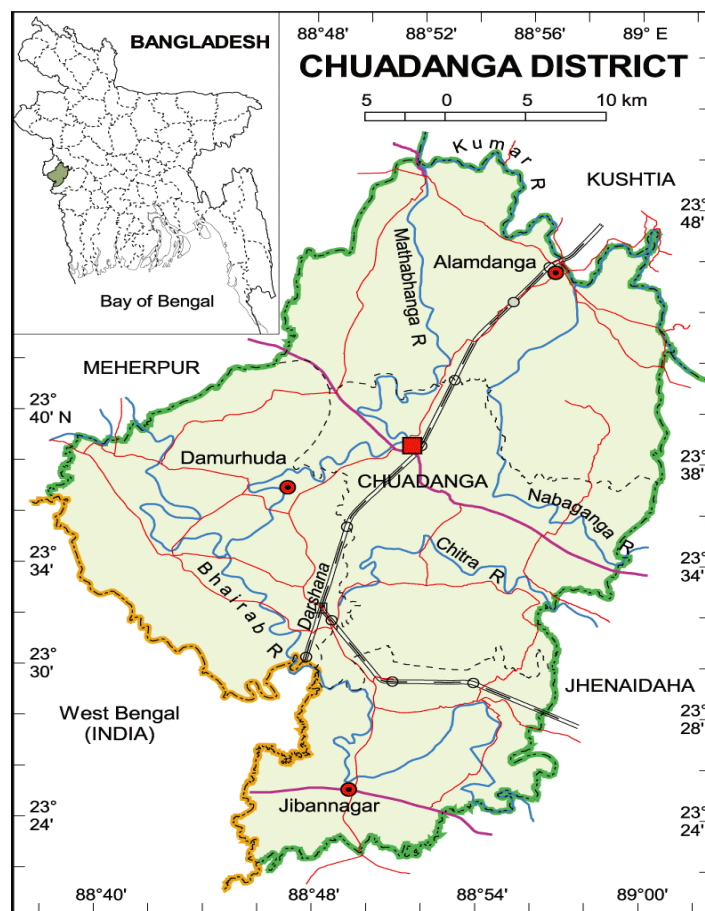 88°48' 88°52' 88°56' 89° E
BANGLADESH
Bay of Bengal
CHUADANGA DISTRICT
5 0 5 10 km
Kumar R
KUSHTIA
23°
48'
Mathabhanga R
Alamdanga
MEHERPUR
23°
40' N
Damurhuda
CHUADANGA
23°
38'
Nabaganga R
Chitra R
23°
34'
23°
34'
Bhairab R
Darshana
23°
30'
JHENAIDAHA
West Bengal
(INDIA)
23°
28'
Jibannagar
23°
24'
23°
24'
88°40' 88°48' 88°54' 89°00'